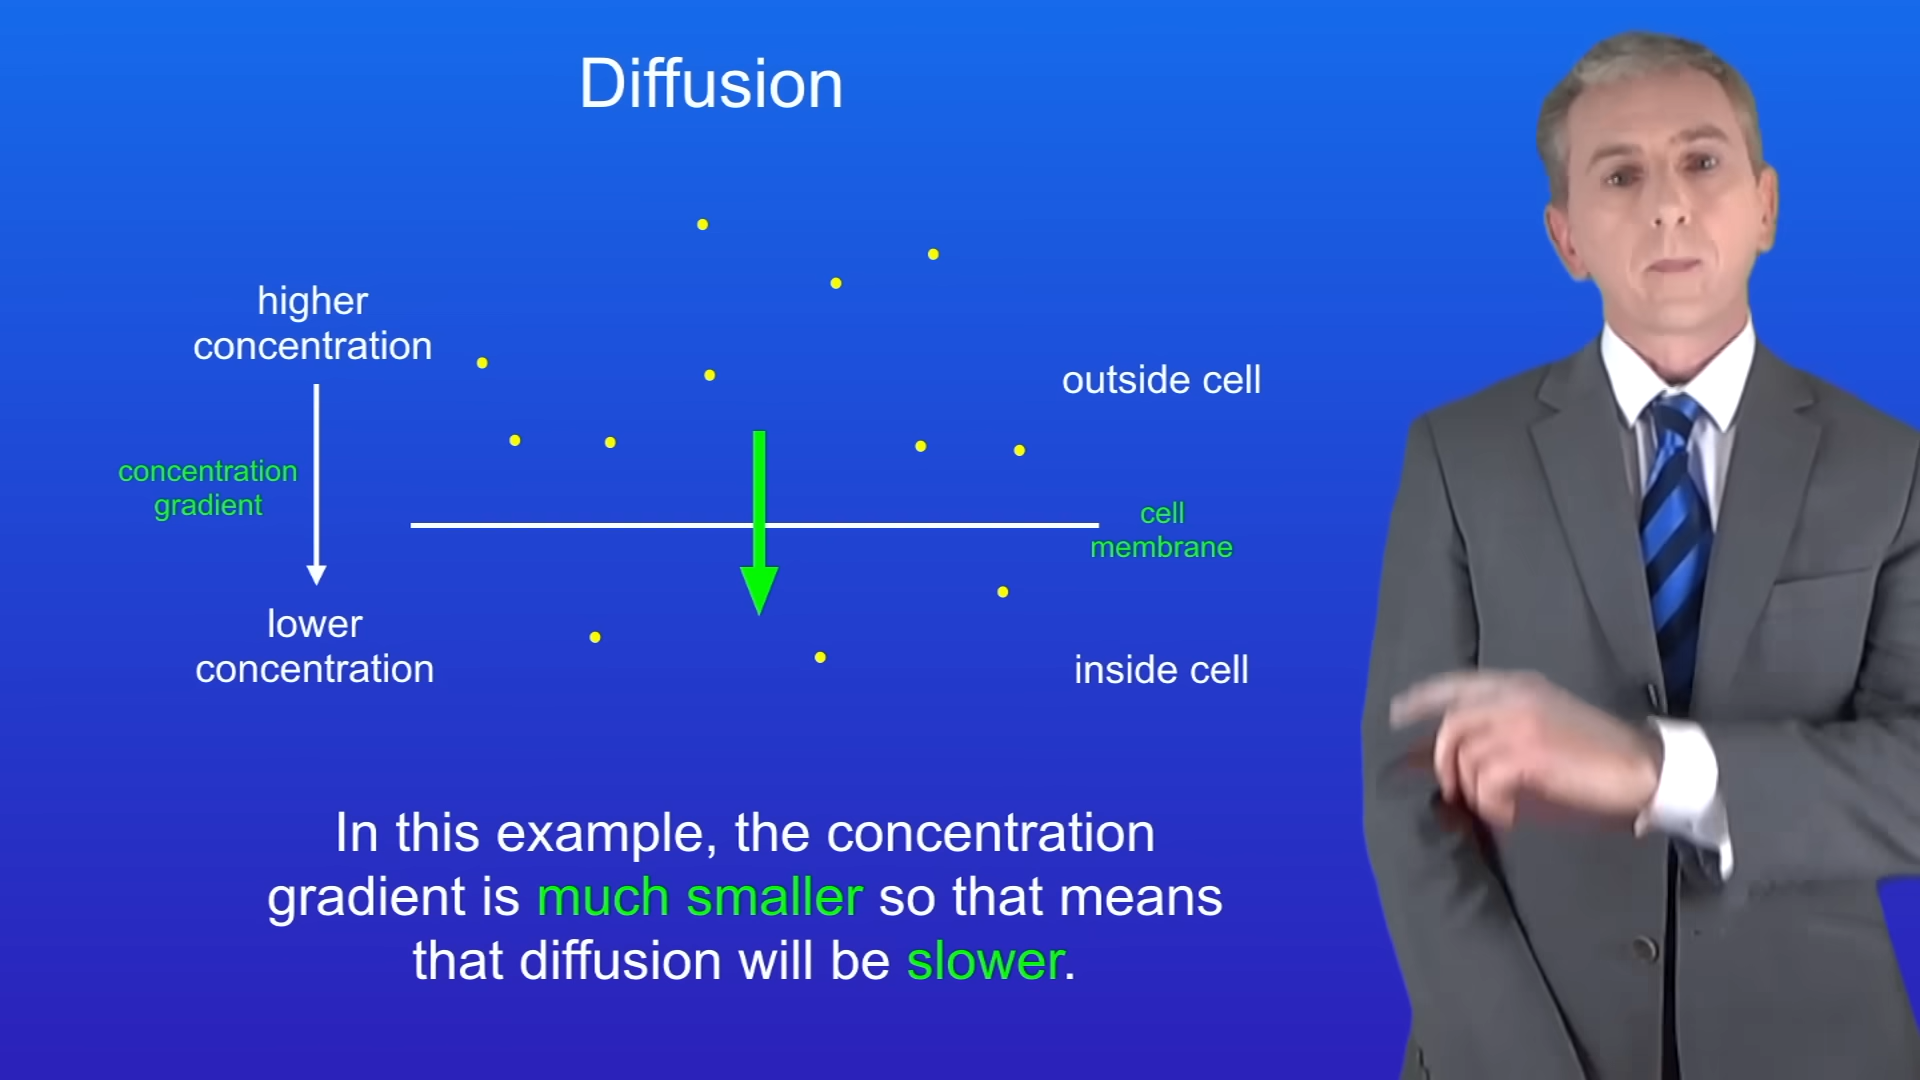 Diffusion
higher
concentration
outside cell
concentration
gradient
cell
membrane
lower
concentration
inside cell
In this example, the concentration
gradient is much smaller so that means
that diffusion will be slower.